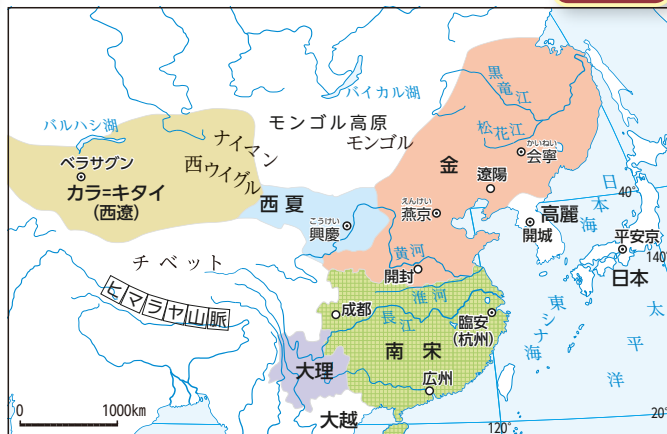 黒竜江
バイカル湖
モンゴル高原
モンゴル
バルハシ湖
ナイマン
西ウイグル
松花江
かいねい
会寧
ベラサグン
カラ=キタイ
(西遼)
金
遼陽
西夏
えんけい
燕京
こうけい
興慶
日本海
40°
高麗
開城
平安京
140°
日本
チベット
黄河
開封
ヒマラヤ山脈
成都
淮河
長江
臨安
(杭州)
東シナ海
太平洋
南宋
大理
広州
大越
0
1000km
120°
20°